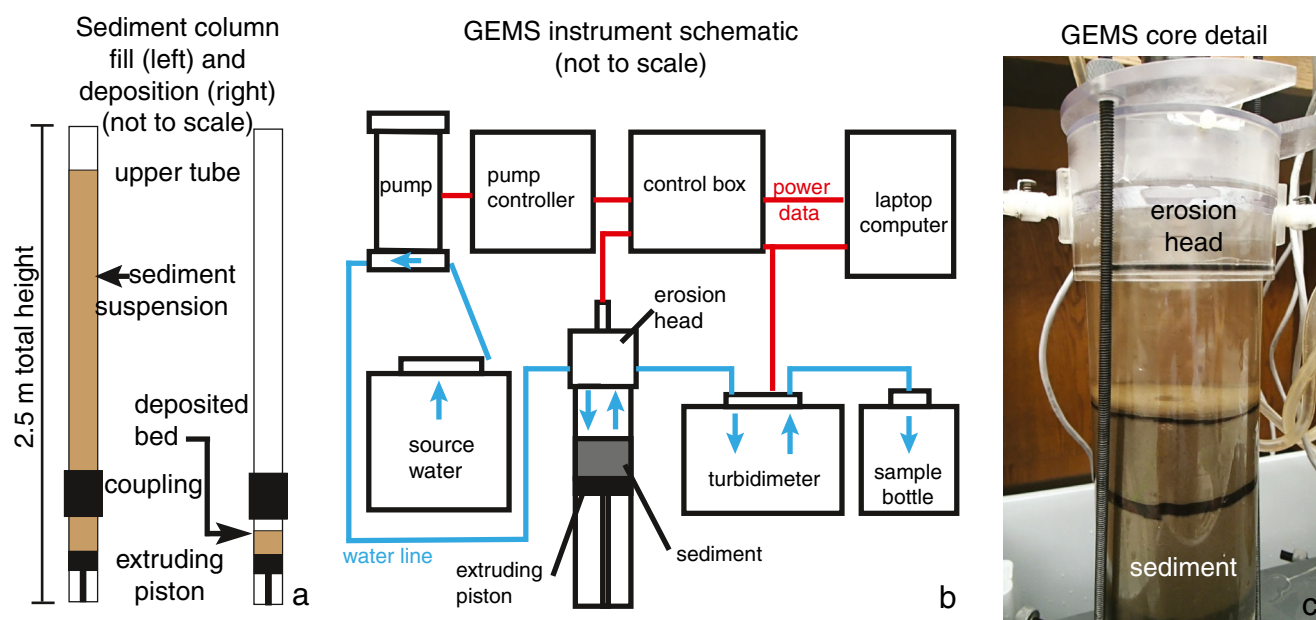 Sediment column
fill (left) and
deposition (right)
(not to scale)
upper tube
sediment
suspension
2.5 m total height
deposited
bed
coupling
extruding
piston
a
GEMS instrument schematic
(not to scale)
pump
pump
controller
control box
power
data
laptop
computer
erosion
head
source
water
turbidimeter
sample
bottle
water line
extruding
piston
sediment
b
GEMS core detail
erosion
head
sediment
c